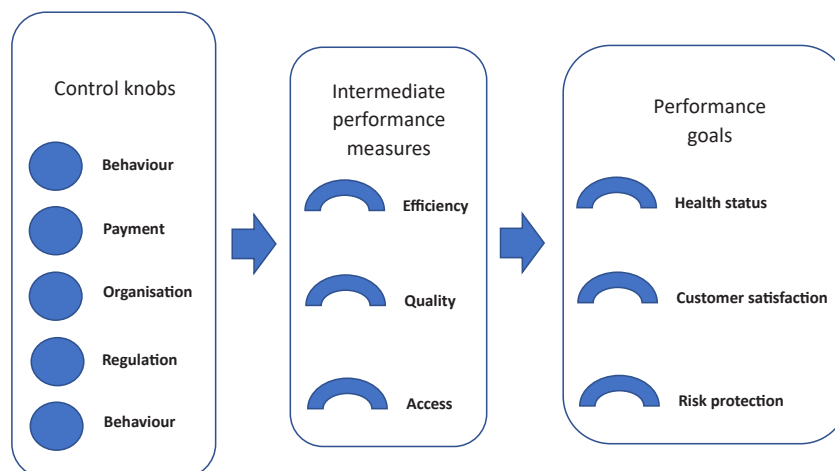 Control knobs
Behaviour
Payment
Organisation
Regulation
Behaviour
Intermediate
performance
measures
Efficiency
Quality
Access
Performance
goals
Health status
Customer satisfaction
Risk protection